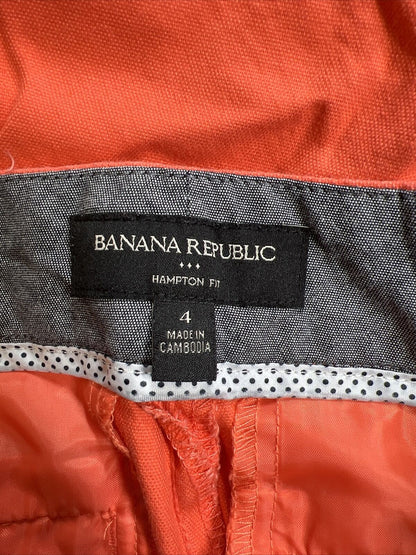 BANANA REPUBLIC
HAMPTON FIT
4
MADE IN
CAMBODIA